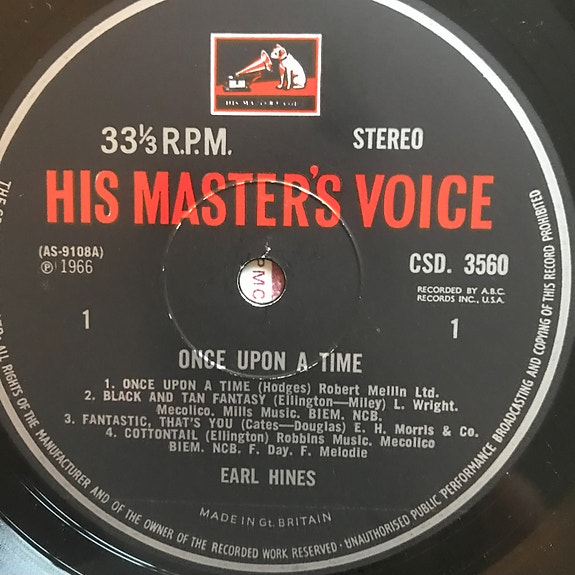 HIS MASTER'S VOICE
33⅓ R.P.M. STEREO
HIS MASTER'S VOICE
(AS-9108A) CSD. 3560
Ⓟ 1966
RECORDED BY A.B.C.
RECORDS INC., U.S.A.
1 1
PMC
ONCE UPON A TIME
1. ONCE UPON A TIME (Hodges) Robert Mellin Ltd.
2. BLACK AND TAN FANTASY (Ellington—Miley) L. Wright.
Mecolico, Mills Music. BIEM. NCB.
3. FANTASTIC, THAT'S YOU (Cates—Douglas) E. H. Morris & Co.
4. COTTONTAIL (Ellington) Robbins Music. Mecolico
BIEM. NCB. F. Day. F. Melodie
EARL HINES
MADE IN Gt. BRITAIN
ALL RIGHTS OF THE MANUFACTURER AND OF THE OWNER OF THE RECORDED WORK RESERVED · UNAUTHORISED PUBLIC PERFORMANCE BROADCASTING AND COPYING OF THIS RECORD PROHIBITED